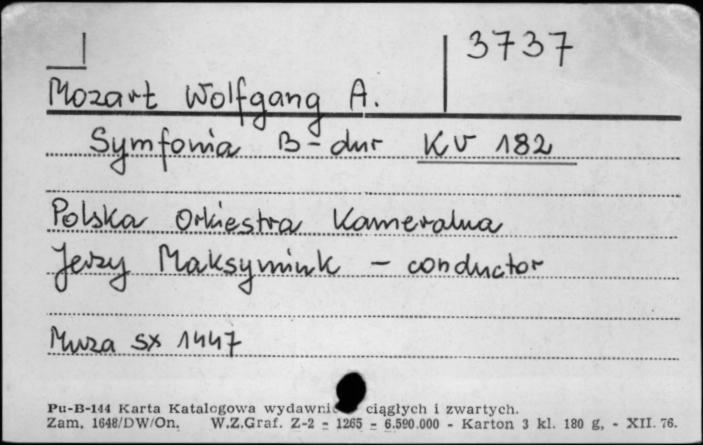 3737
Mozart Wolfgang A.
Symfonia B-dur KV 182
Polska Orkiestra Kameralna
Jerzy Maksymiuk - conductor
Muza SX 1447
Pu-B-144 Karta Katalogowa wydawnic ciągłych i zwartych.
Zam. 1648/DW/On. W.Z.Graf. Z-2 = 1265 = 6.590.000 - Karton 3 kl. 180 g, - XII. 76.